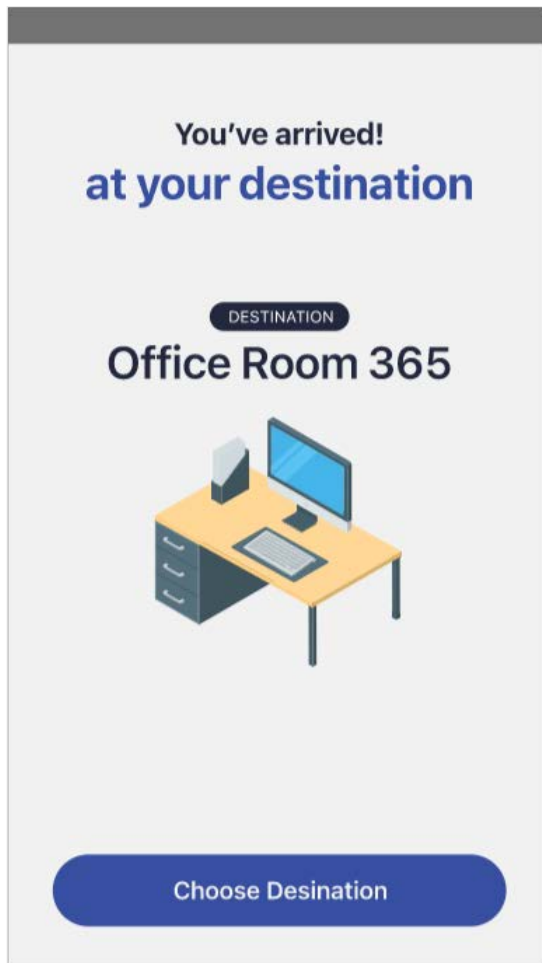 You’ve arrived!
at your destination
DESTINATION
Office Room 365
Choose Desination